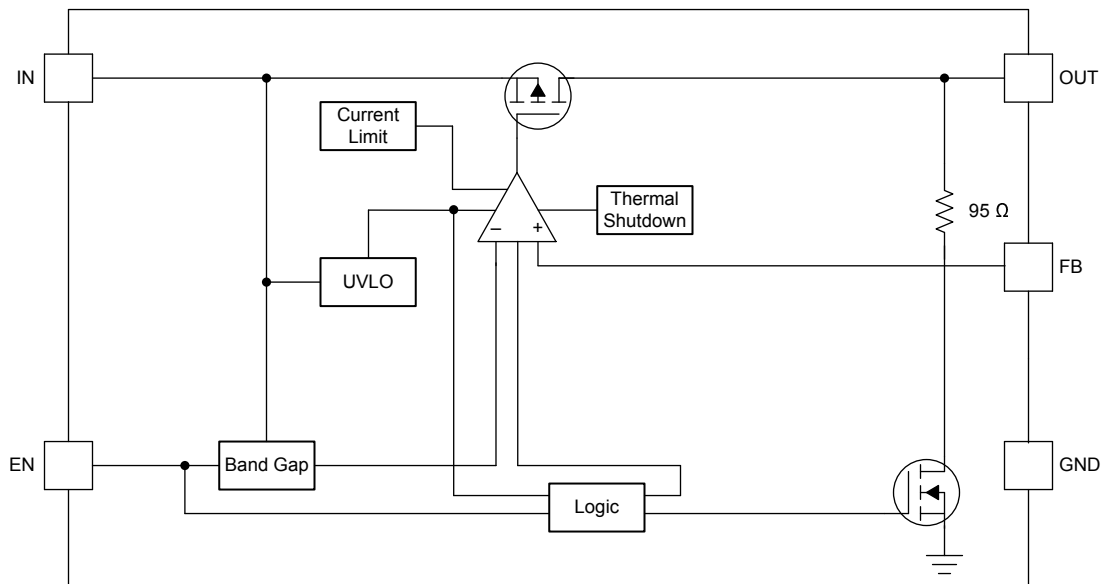 IN
OUT
Current
Limit
Thermal
Shutdown
95 Ω
– +
UVLO
FB
EN
Band Gap
GND
Logic